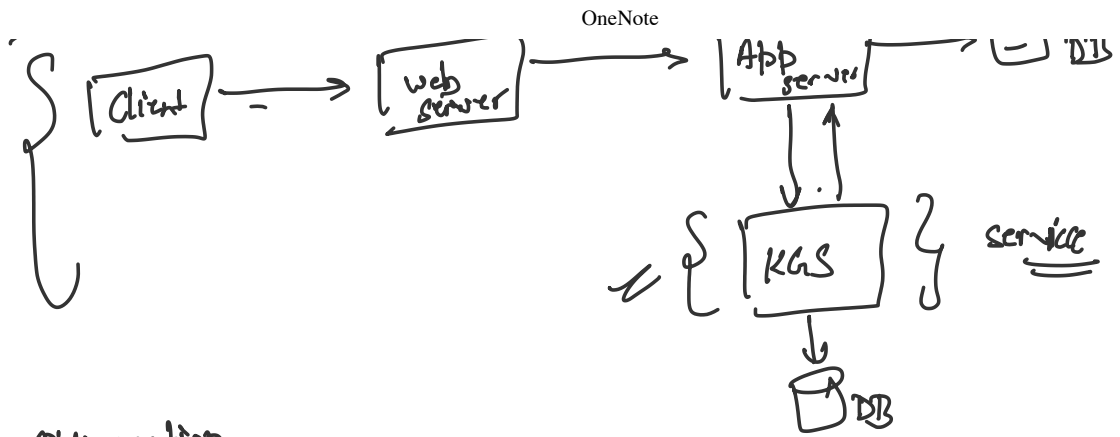 OneNote
Client
web
server
App
server
DB
KGS
service
DB